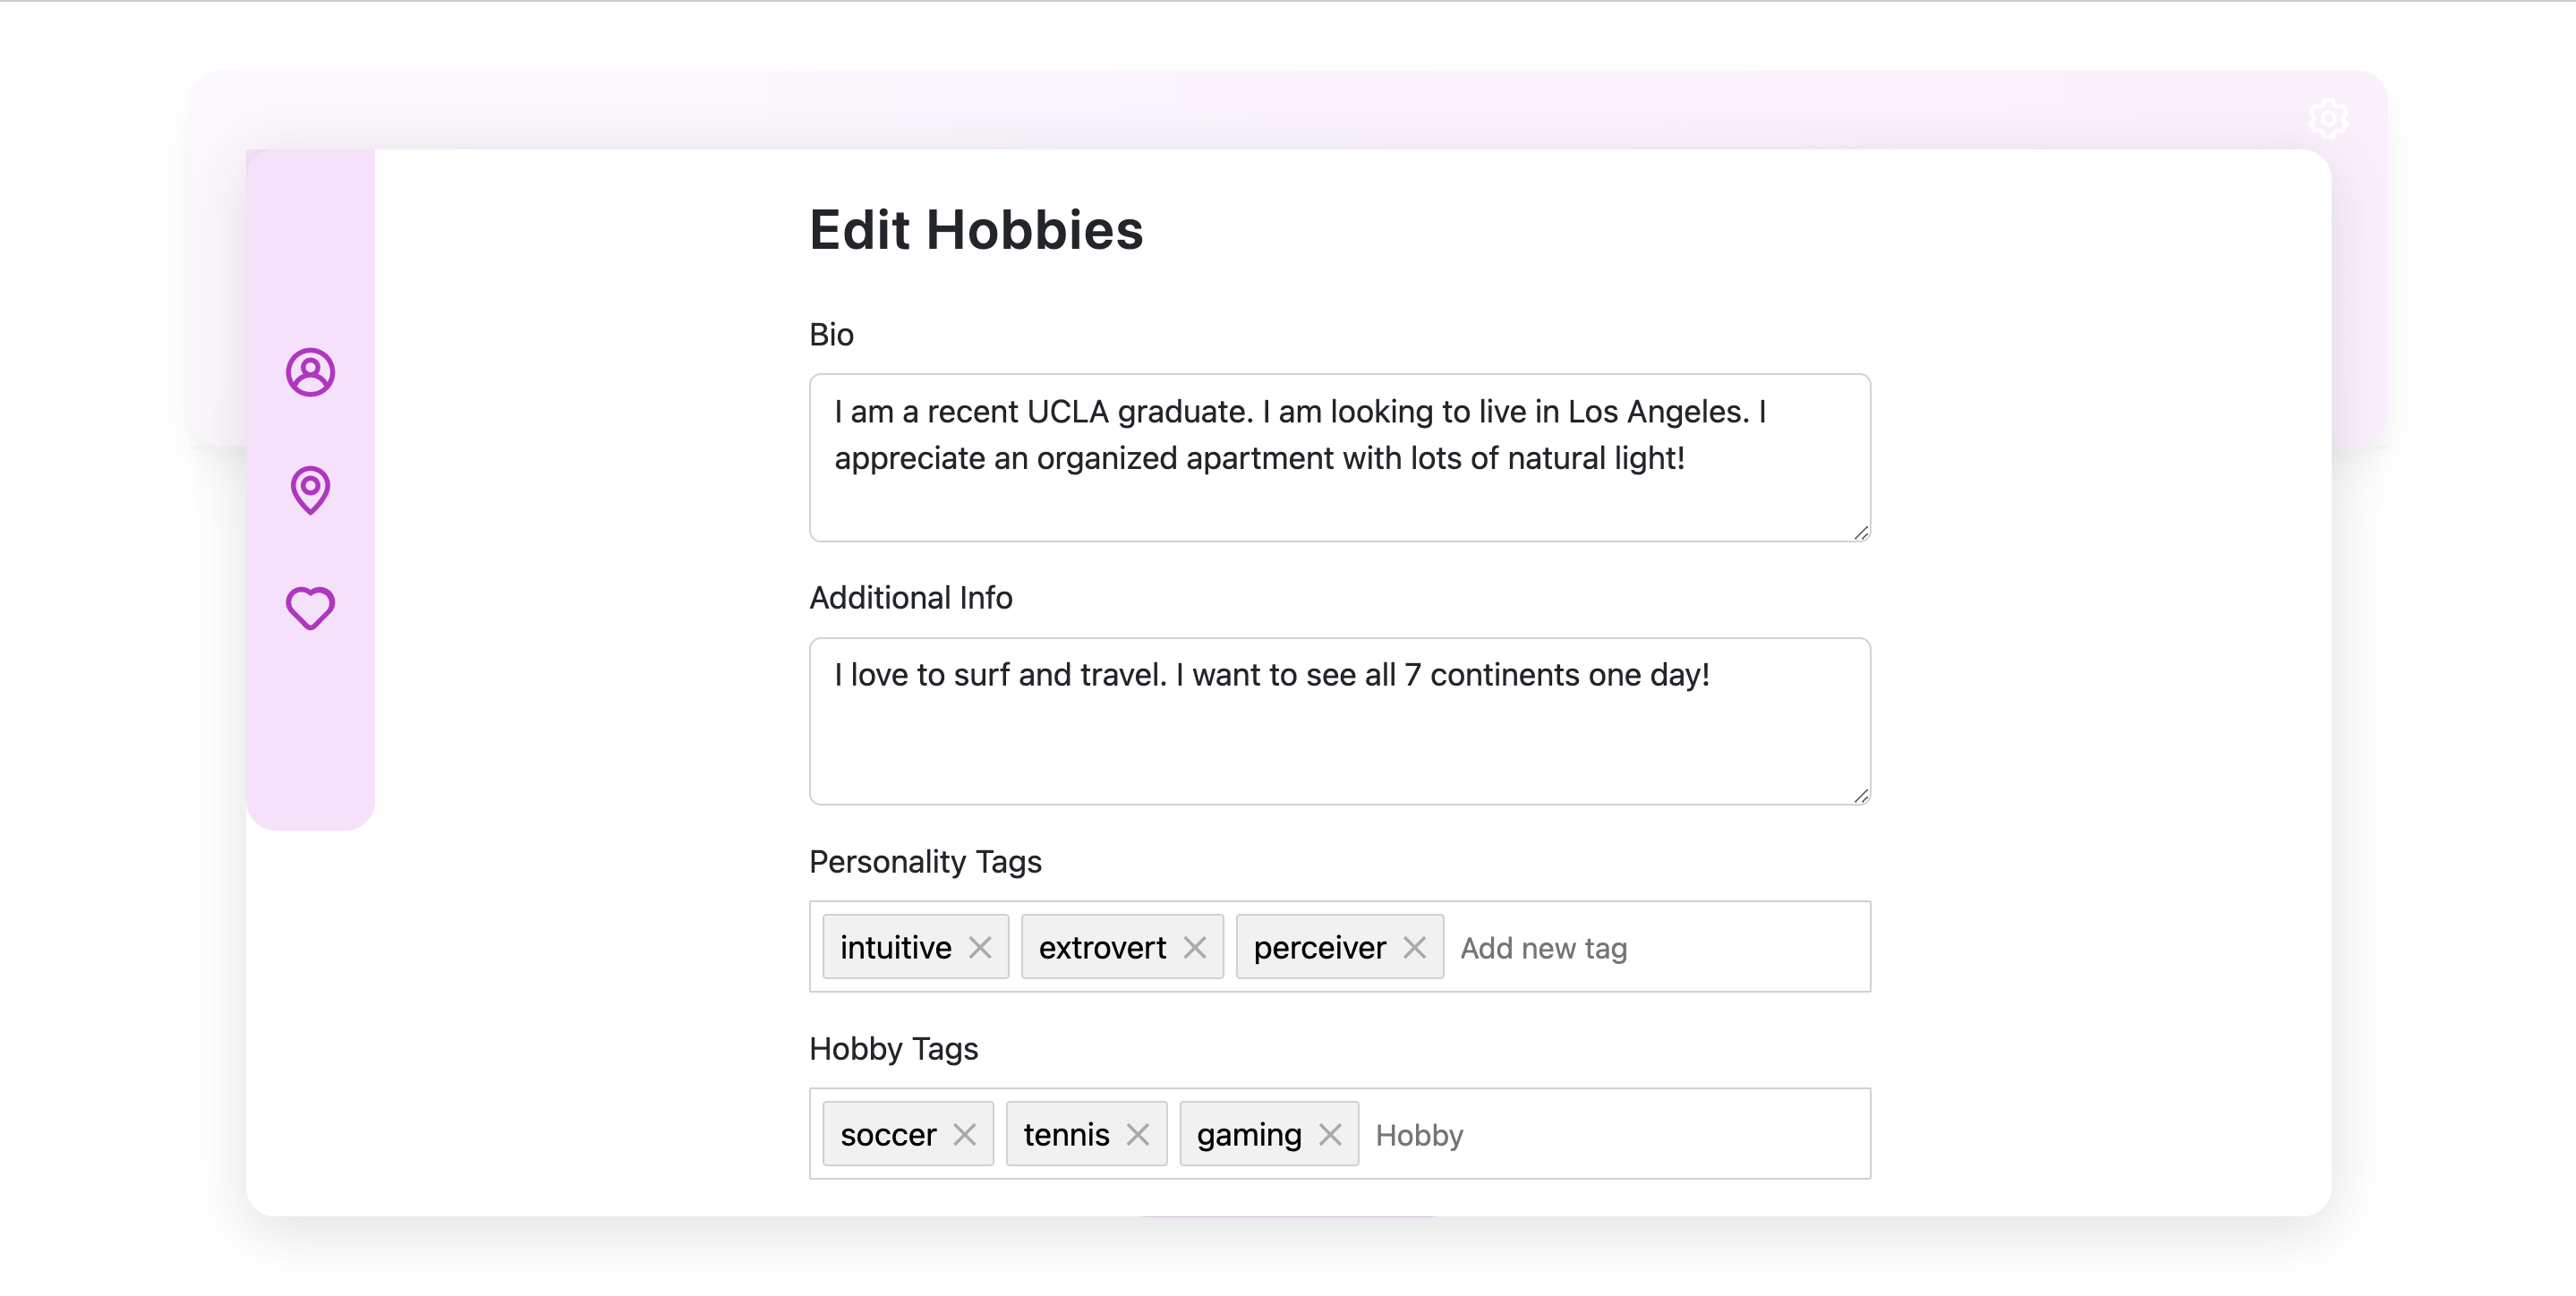 Edit Hobbies
Bio
I am a recent UCLA graduate. I am looking to live in Los Angeles. I
appreciate an organized apartment with lots of natural light!
Additional Info
I love to surf and travel. I want to see all 7 continents one day!
Personality Tags
intuitive extrovert perceiver Add new tag
Hobby Tags
soccer tennis gaming Hobby